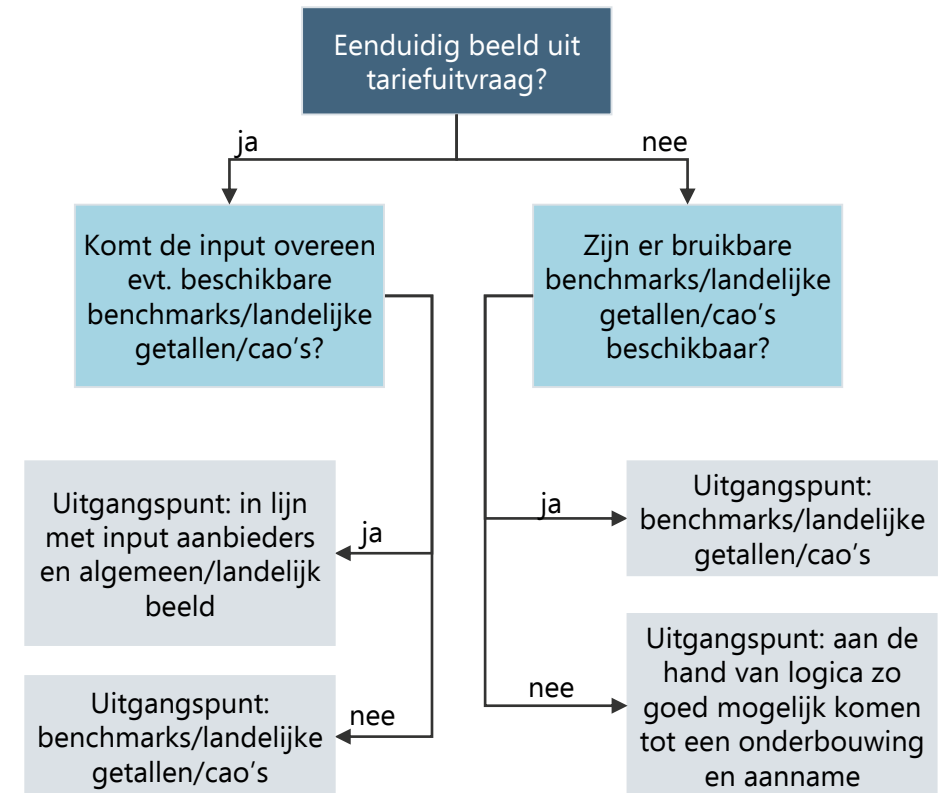 Eenduidig beeld uit
tariefuitvraag?
ja
nee
Komt de input overeen
evt. beschikbare
benchmarks/landelijke
getallen/cao's?
Zijn er bruikbare
benchmarks/landelijke
getallen/cao's
beschikbaar?
Uitgangspunt: in lijn
met input aanbieders
en algemeen/landelijk
beeld
ja
ja
Uitgangspunt:
benchmarks/landelijke
getallen/cao's
Uitgangspunt:
benchmarks/landelijke
getallen/cao's
nee
nee
Uitgangspunt: aan de
hand van logica zo
goed mogelijk komen
tot een onderbouwing
en aanname